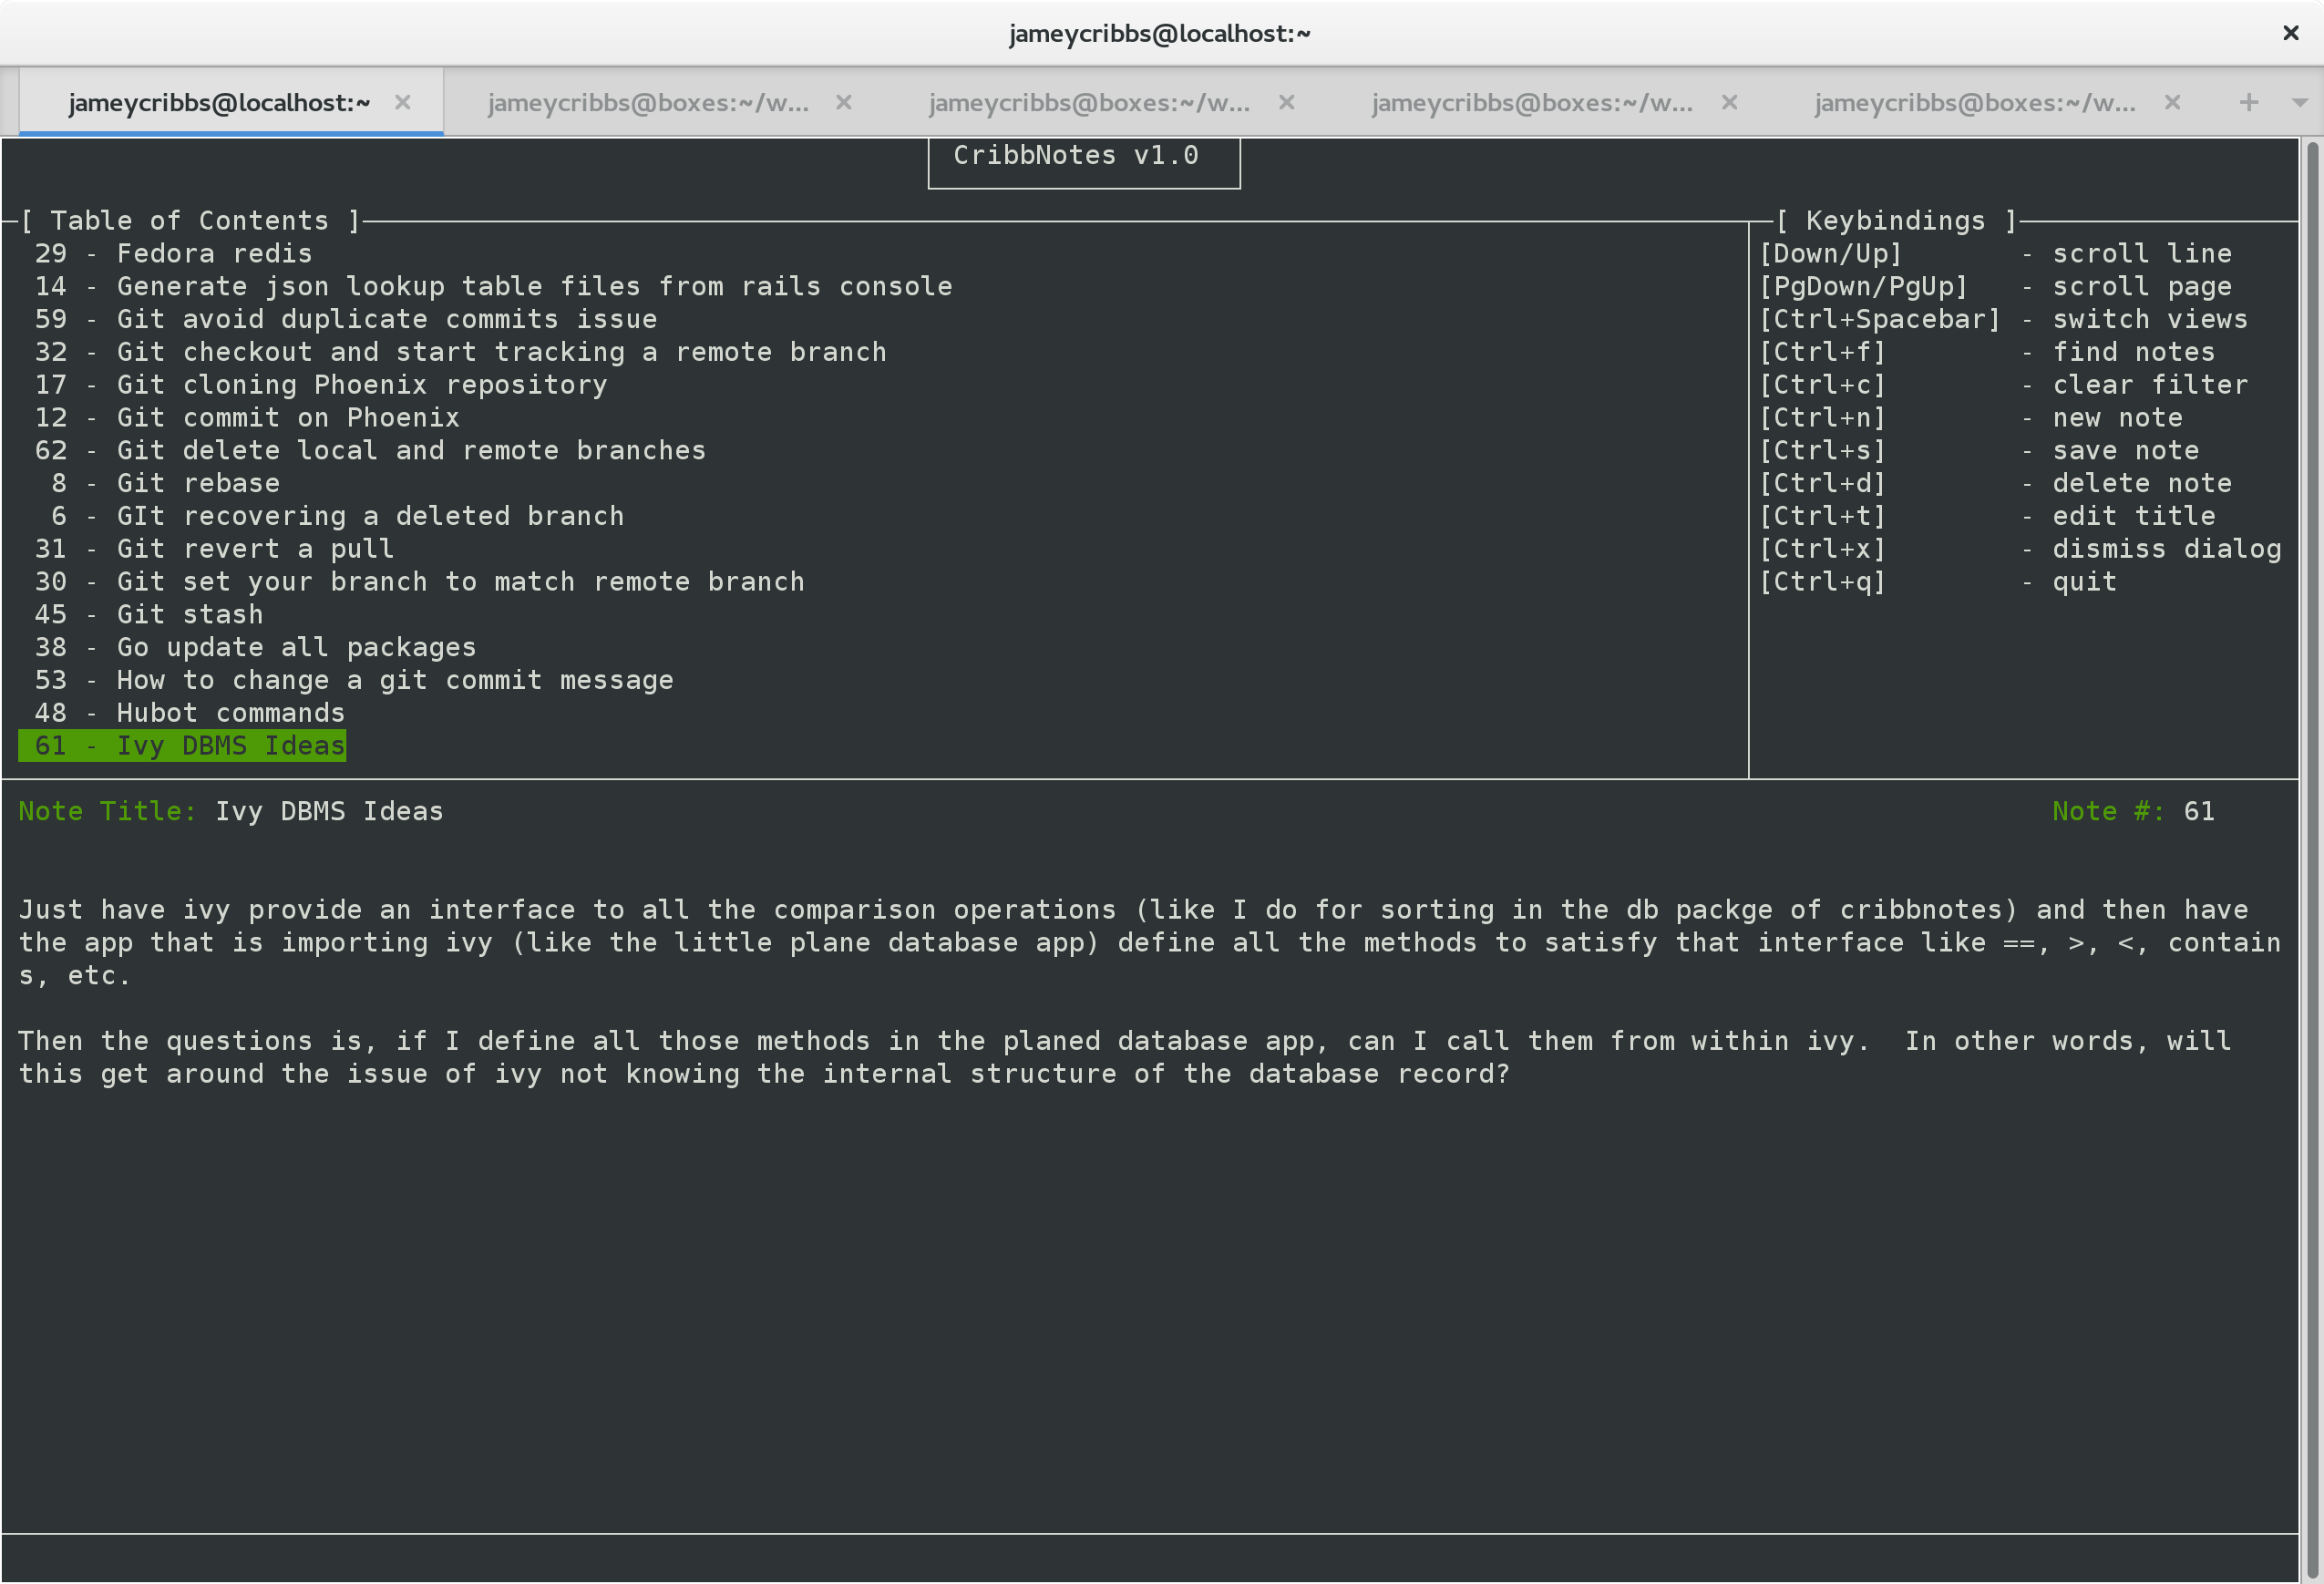 jameycribbs@localhost:~
jameycribbs@localhost:~ jameycribbs@boxes:~/w... jameycribbs@boxes:~/w... jameycribbs@boxes:~/w... jameycribbs@boxes:~/w...
CribbNotes v1.0
[ Table of Contents ]
29 - Fedora redis
14 - Generate json lookup table files from rails console
59 - Git avoid duplicate commits issue
32 - Git checkout and start tracking a remote branch
17 - Git cloning Phoenix repository
12 - Git commit on Phoenix
62 - Git delete local and remote branches
8 - Git rebase
6 - GIt recovering a deleted branch
31 - Git revert a pull
30 - Git set your branch to match remote branch
45 - Git stash
38 - Go update all packages
53 - How to change a git commit message
48 - Hubot commands
61 - Ivy DBMS Ideas
[ Keybindings ]
[Down/Up] - scroll line
[PgDown/PgUp] - scroll page
[Ctrl+Spacebar] - switch views
[Ctrl+f] - find notes
[Ctrl+c] - clear filter
[Ctrl+n] - new note
[Ctrl+s] - save note
[Ctrl+d] - delete note
[Ctrl+t] - edit title
[Ctrl+x] - dismiss dialog
[Ctrl+q] - quit
Note Title: Ivy DBMS Ideas Note #: 61
Just have ivy provide an interface to all the comparison operations (like I do for sorting in the db packge of cribbnotes) and then have
the app that is importing ivy (like the little plane database app) define all the methods to satisfy that interface like ==, >, <, contain
s, etc.
Then the questions is, if I define all those methods in the planed database app, can I call them from within ivy.  In other words, will
this get around the issue of ivy not knowing the internal structure of the database record?